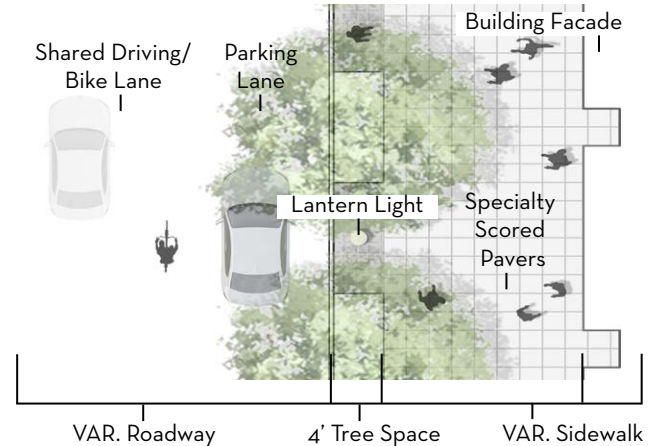 Building Facade
Shared Driving/
Bike Lane
Parking
Lane
Lantern Light
Specialty
Scored
Pavers
VAR. Roadway
4' Tree Space
VAR. Sidewalk